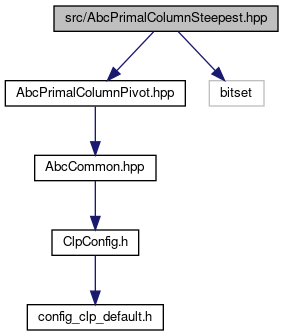 src/AbcPrimalColumnSteepest.hpp
AbcPrimalColumnPivot.hpp
bitset
AbcCommon.hpp
ClpConfig.h
config_clp_default.h